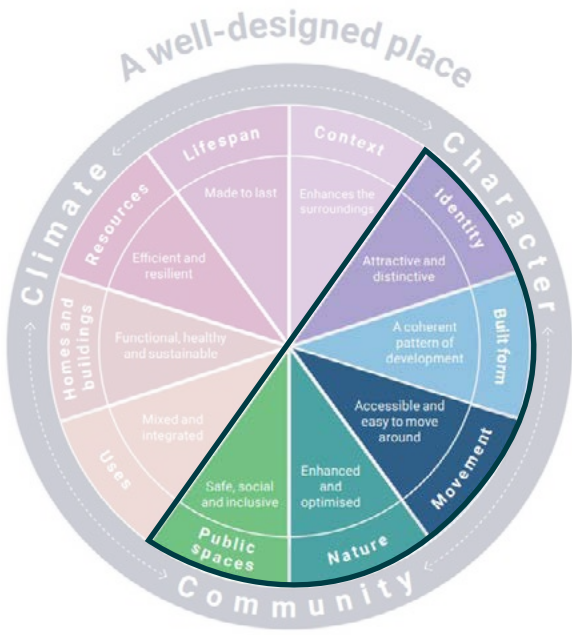 A well-designed place
Climate
Character
Community
Context
Enhances the
surroundings
Identity
Attractive and
distinctive
Built form
A coherent
pattern of
development
Movement
Accessible and
easy to move
around
Nature
Enhanced
and
optimised
Public
spaces
Safe, social
and inclusive
Uses
Mixed and
integrated
Homes and
buildings
Functional, healthy
and sustainable
Resources
Efficient and
resilient
Lifespan
Made to last